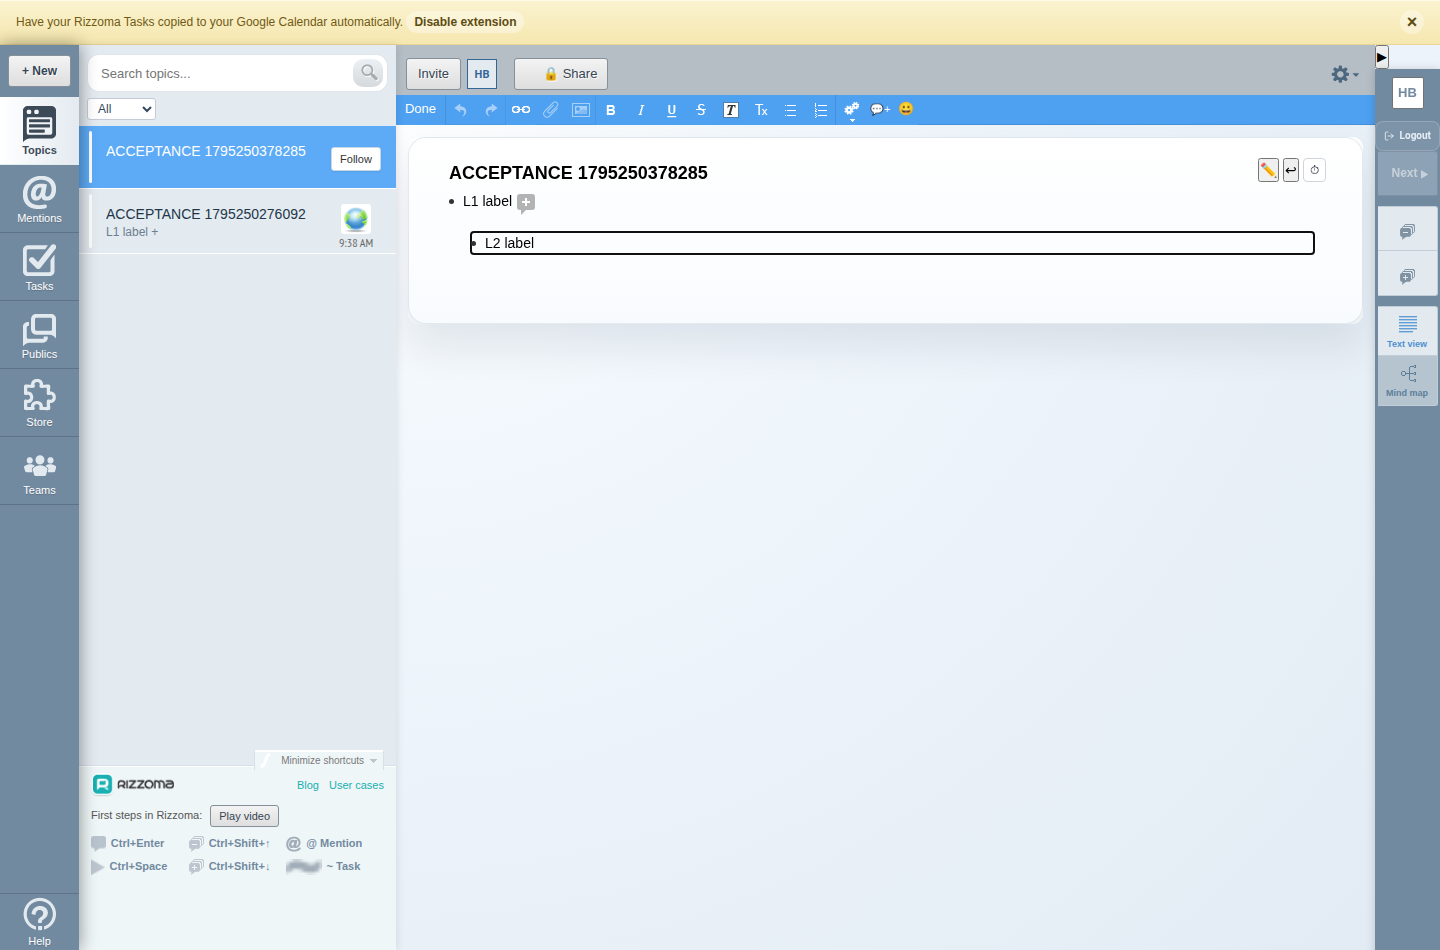 Have your Rizzoma Tasks copied to your Google Calendar automatically. Disable extension ×
+ New
Topics
Mentions
Tasks
Publics
Store
Teams
Help
Search topics...
All
ACCEPTANCE 1795250378285
Follow
ACCEPTANCE 1795250276092
L1 label +
9:38 AM
Minimize shortcuts
RIZZOMA
Blog User cases
First steps in Rizzoma: Play video
Ctrl+Enter Ctrl+Shift+↑ @ Mention
Ctrl+Space Ctrl+Shift+↓ ~ Task
Invite HB 🔒 Share
Done B I U S T Tx
ACCEPTANCE 1795250378285
• L1 label +
• L2 label
HB
Logout
Next ▶
Text view
Mind map